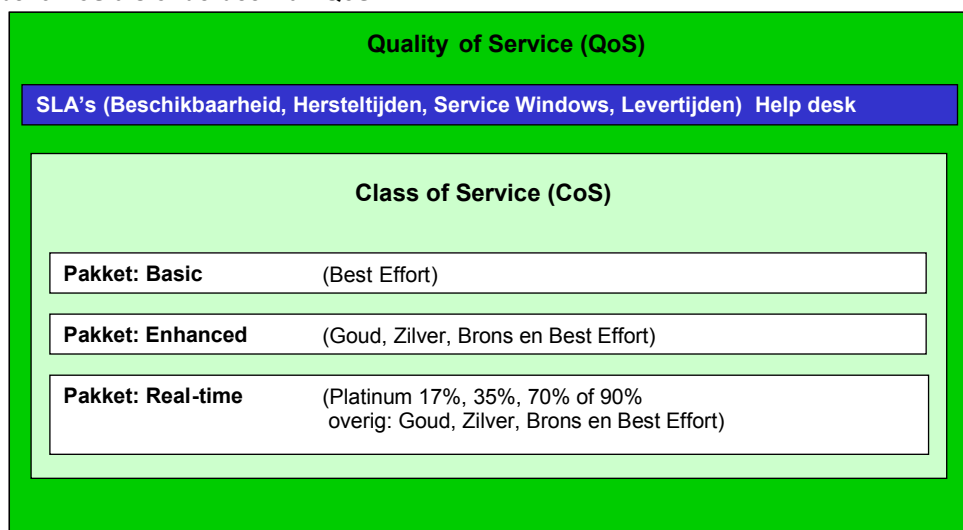 Quality of Service (QoS)
SLA's (Beschikbaarheid, Hersteltijden, Service Windows, Levertijden) Help desk
Class of Service (CoS)
Pakket: Basic (Best Effort)
Pakket: Enhanced (Goud, Zilver, Brons en Best Effort)
Pakket: Real-time (Platinum 17%, 35%, 70% of 90%
overig: Goud, Zilver, Brons en Best Effort)